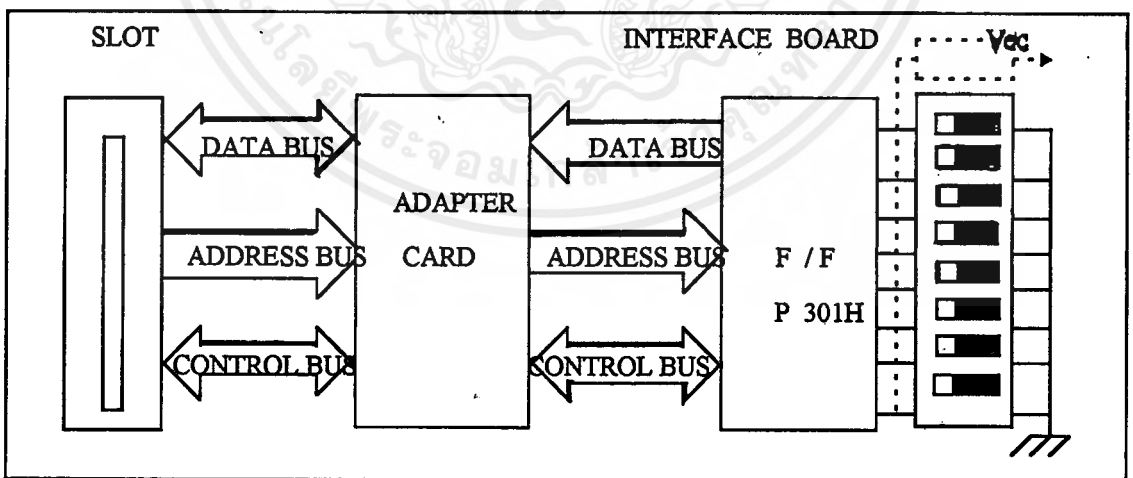 SLOT
INTERFACE BOARD
Vcc
DATA BUS
DATA BUS
ADAPTER
CARD
ADDRESS BUS
ADDRESS BUS
F / F
P 301H
CONTROL BUS
CONTROL BUS